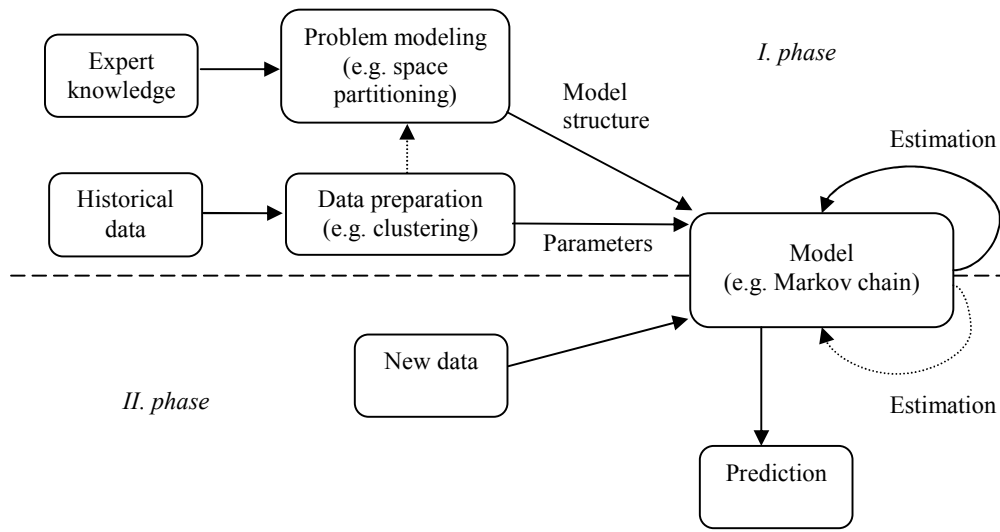 Problem modeling
(e.g. space
partitioning)
Expert
knowledge
I. phase
Model
structure
Estimation
Historical
data
Data preparation
(e.g. clustering)
Parameters
Model
(e.g. Markov chain)
New data
II. phase
Estimation
Prediction